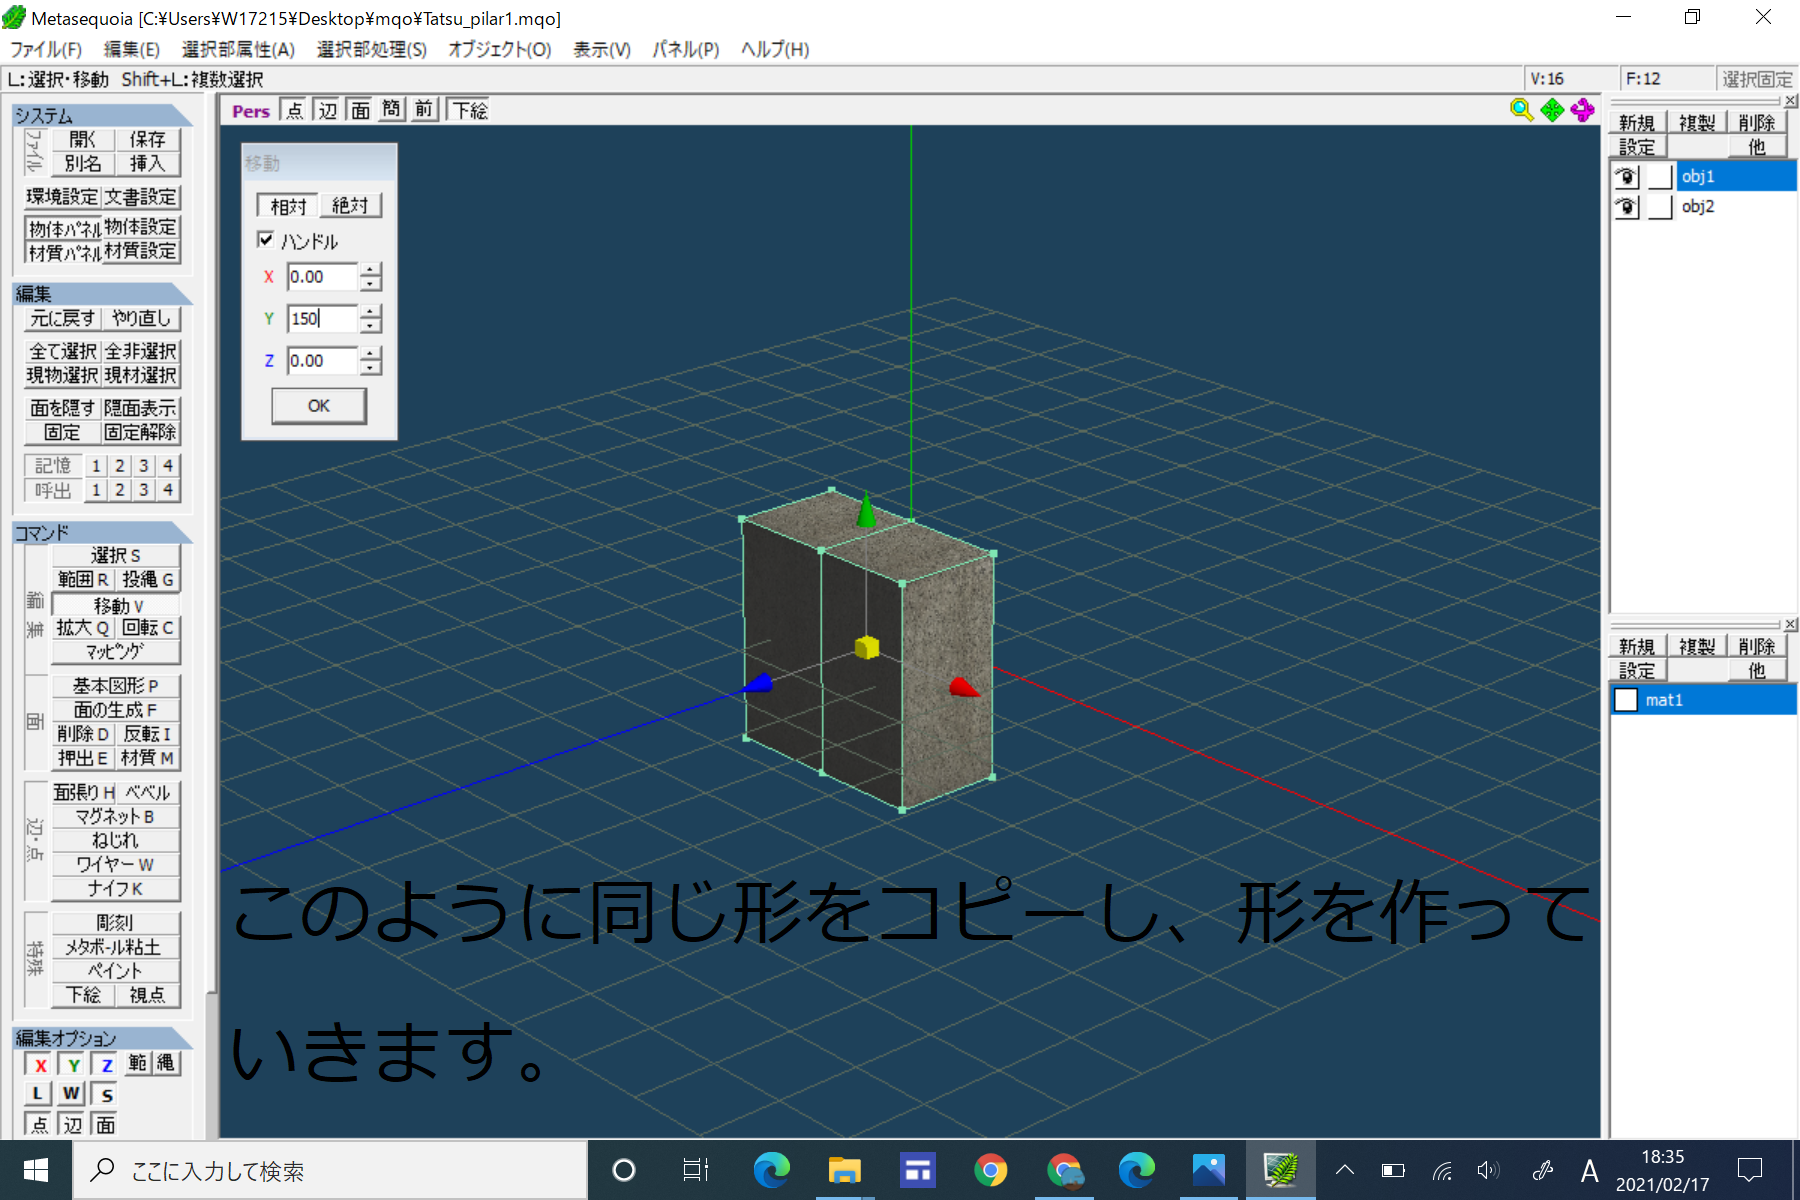 Metasequoia [C:¥Users¥W17215¥Desktop¥mqo¥Tatsu_pilar1.mqo]
ファイル(F) 編集(E) 選択部属性(A) 選択部処理(S) オブジェクト(O) 表示(V) パネル(P) ヘルプ(H)
L:選択・移動 Shift+L:複数選択 V:16 F:12 選択固定
システム
ファイル
開く 保存
別名 挿入
環境設定 文書設定
物体パネル 物体設定
材質パネル 材質設定
編集
元に戻す やり直し
全て選択 全非選択
現物選択 現材選択
面を隠す 隠面表示
固定 固定解除
記憶 1 2 3 4
呼出 1 2 3 4
コマンド
選択 S
範囲 R 投縄 G
移動 V
拡大 Q 回転 C
マッピング
基本図形 P
面の生成 F
削除 D 反転 I
押出 E 材質 M
面
面張り H ベベル
マグネット B
ねじれ
ワイヤー W
ナイフ K
辺・点
彫刻
メタボール粘土
ペイント
下絵 視点
特殊
編集オプション
X Y Z 範 縄
L W S
点 辺 面
Pers 点 辺 面 簡 前 下絵
移動
相対 絶対
ハンドル
X 0.00
Y 150
Z 0.00
OK
このように同じ形をコピーし、形を作って
いきます。
新規 複製 削除
設定 他
obj1
obj2
新規 複製 削除
設定 他
mat1
ここに入力して検索
A
18:35
2021/02/17